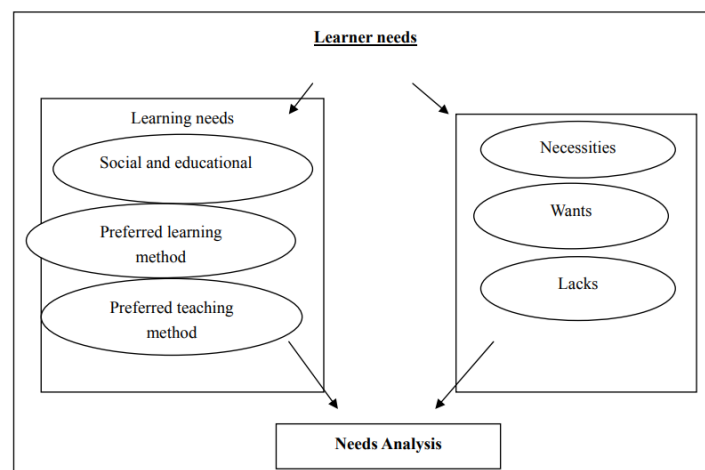 Learner needs
Learning needs
Social and educational
Preferred learning
method
Preferred teaching
method
Necessities
Wants
Lacks
Needs Analysis